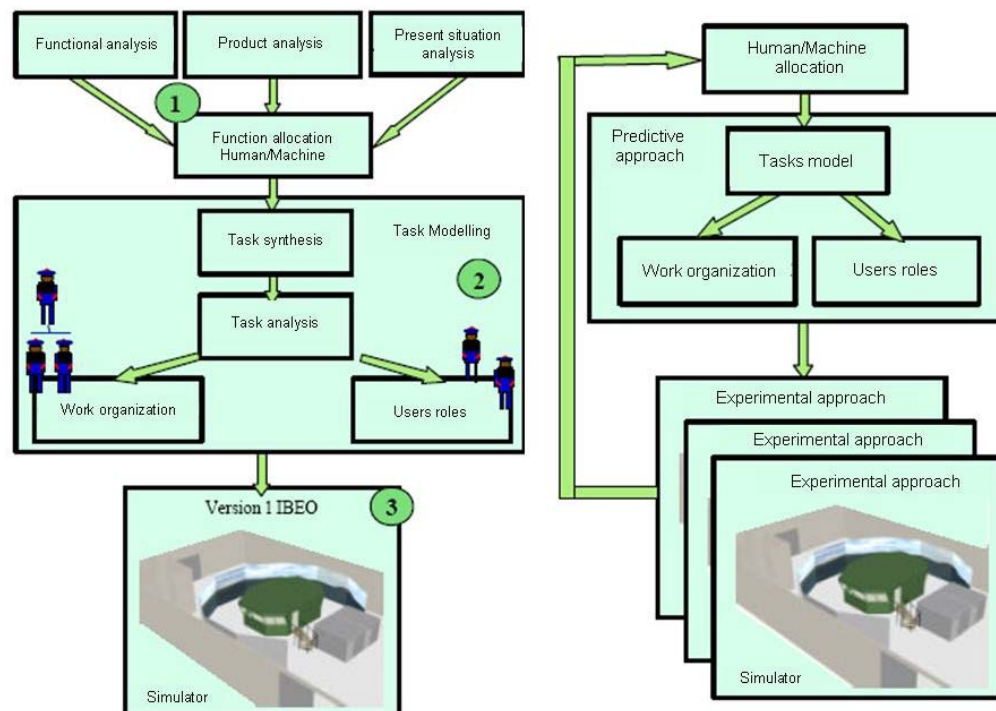 Functional analysis
Product analysis
Present situation
analysis
1
Function allocation
Human/Machine
Task synthesis
Task Modelling
2
Task analysis
Work organization
Users roles
Version 1 IBEO
3
Simulator
Human/Machine
allocation
Predictive
approach
Tasks model
Work organization
Users roles
Experimental approach
Experimental approach
Experimental approach
Simulator